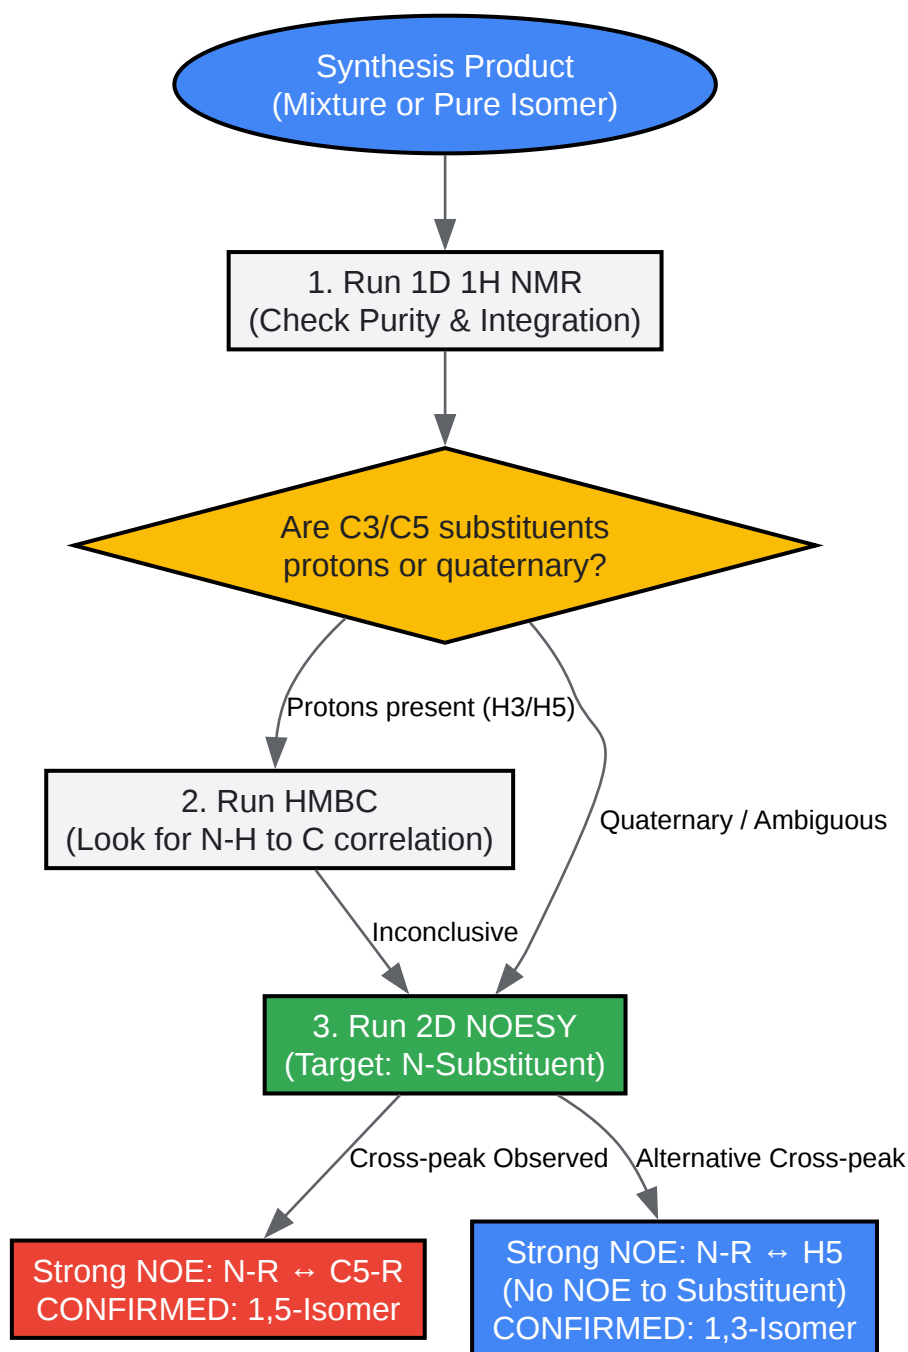 Synthesis Product
(Mixture or Pure Isomer)
1. Run 1D 1H NMR
(Check Purity & Integration)
Are C3/C5 substituents
protons or quaternary?
Protons present (H3/H5)
2. Run HMBC
(Look for N-H to C correlation)
Quaternary / Ambiguous
Inconclusive
3. Run 2D NOESY
(Target: N-Substituent)
Cross-peak Observed
Alternative Cross-peak
Strong NOE: N-R ↔ C5-R
CONFIRMED: 1,5-Isomer
Strong NOE: N-R ↔ H5
(No NOE to Substituent)
CONFIRMED: 1,3-Isomer